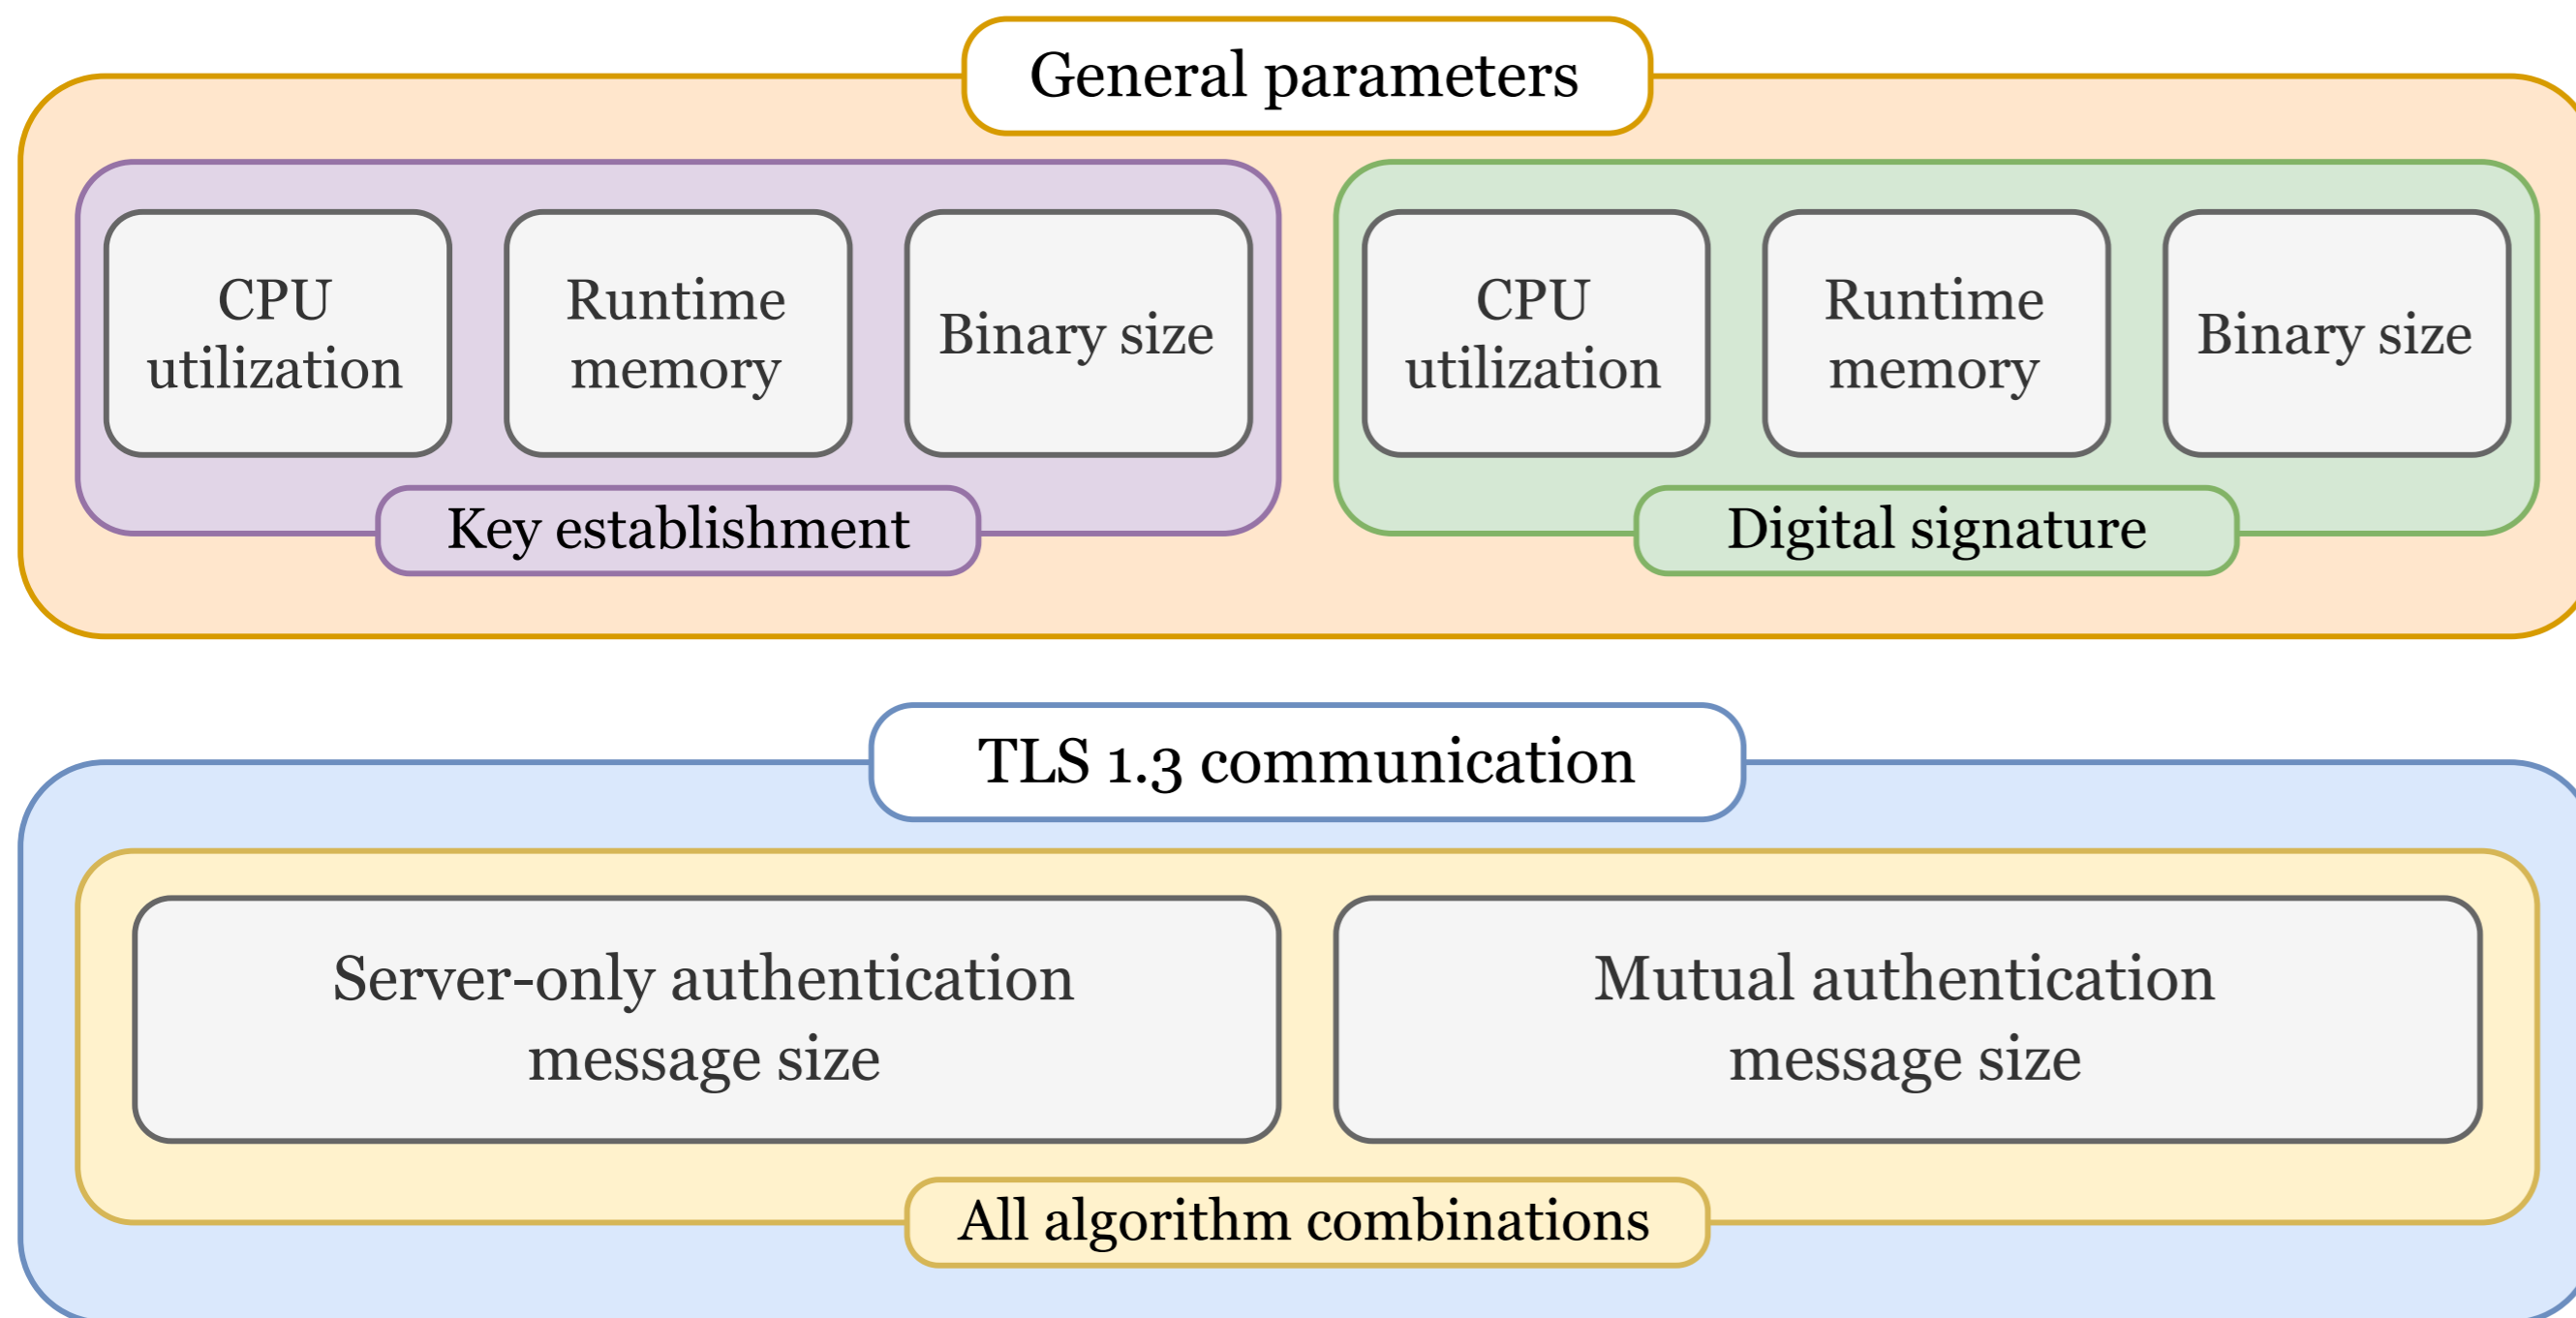 General parameters
CPU
utilization
Runtime
memory
Binary size
Key establishment
CPU
utilization
Runtime
memory
Binary size
Digital signature
TLS 1.3 communication
Server-only authentication
message size
Mutual authentication
message size
All algorithm combinations